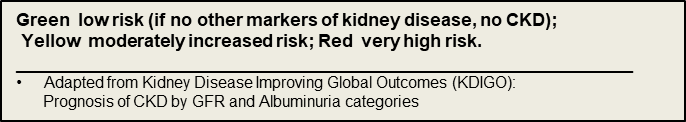 Green low risk (if no other markers of kidney disease, no CKD);
Yellow moderately increased risk; Red very high risk.
• Adapted from Kidney Disease Improving Global Outcomes (KDIGO):
Prognosis of CKD by GFR and Albuminuria categories